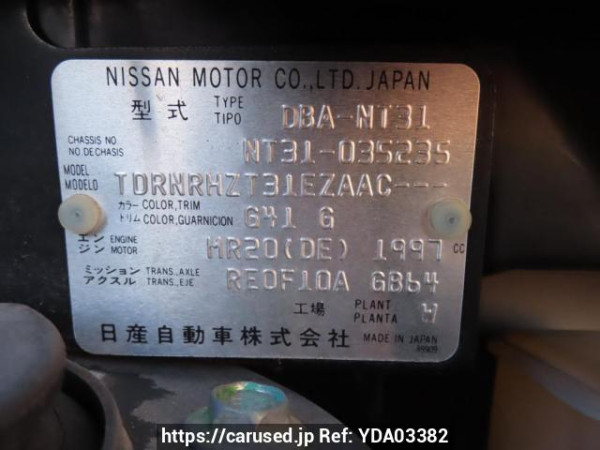 NISSAN MOTOR CO.,LTD. JAPAN
型式 TYPE TIPO DBA-NT31
CHASSIS NO. NO. DE CHASIS NT31-035235
MODEL MODELO TDRNRHZT31EZAAC---
カラー トリム COLOR,TRIM COLOR,GUARNICION G41 G
エンジン ENGINE MOTOR MR20(DE) 1997 CC
ミッション アクスル TRANS.,AXLE TRANS.,EJE RE0F10A GB64
工場 PLANT PLANTA W
日産自動車株式会社 MADE IN JAPAN
https://carused.jp Ref: YDA03382